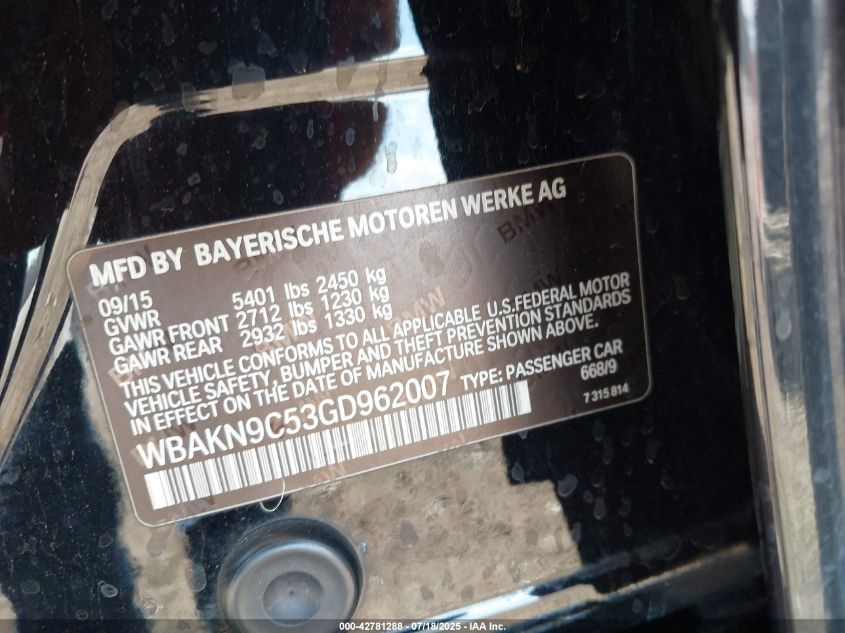 MFD BY BAYERISCHE MOTOREN WERKE AG
09/15
GVWR 5401 lbs 2450 kg
GAWR FRONT 2712 lbs 1230 kg
GAWR REAR 2932 lbs 1330 kg
THIS VEHICLE CONFORMS TO ALL APPLICABLE U.S.FEDERAL MOTOR
VEHICLE SAFETY, BUMPER AND THEFT PREVENTION STANDARDS
IN EFFECT ON THE DATE OF MANUFACTURE SHOWN ABOVE.
WBAKN9C53GD962007 TYPE: PASSENGER CAR
668/9
7 315 814
000-42781288 - 07/18/2025 - IAA Inc.